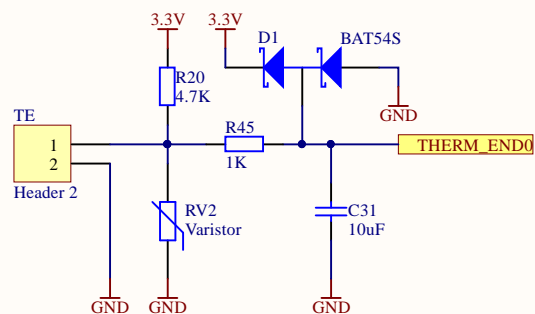 3.3V
3.3V
D1
BAT54S
R20
4.7K
GND
TE
R45
1
THERM_END0
2
1K
Header 2
RV2
Varistor
C31
10uF
GND
GND
GND